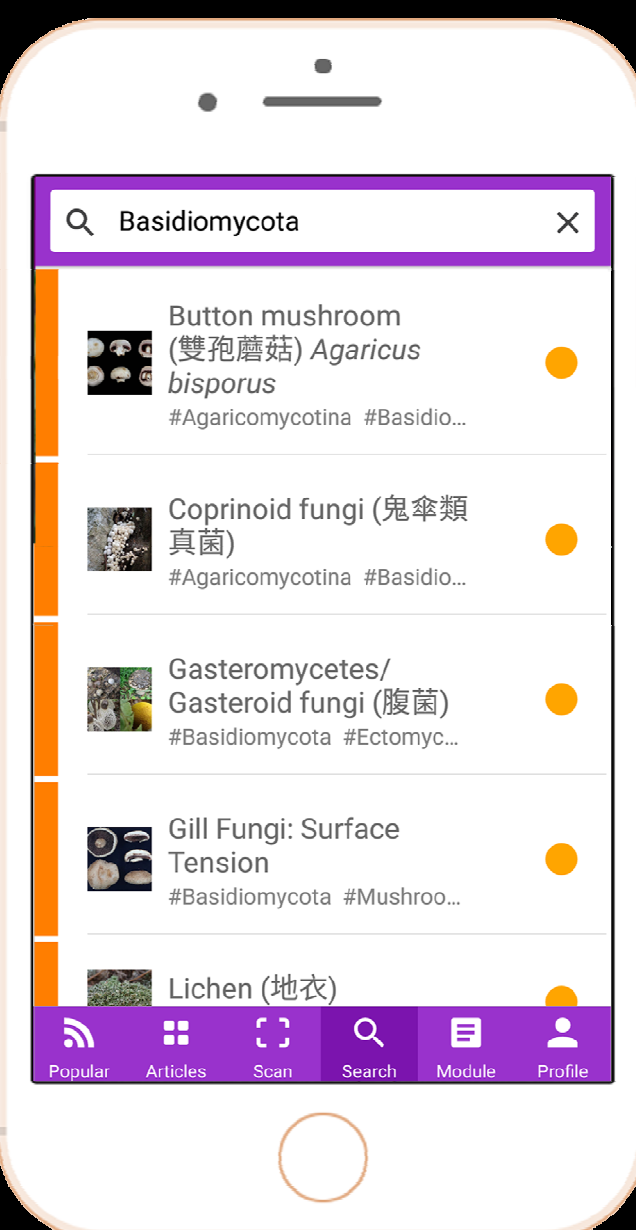 Basidiomycota
Button mushroom
(雙孢蘑菇) Agaricus
bisporus
#Agaricomycotina #Basidio...
Coprinoid fungi (鬼傘類
真菌)
#Agaricomycotina #Basidio...
Gasteromycetes/
Gasteroid fungi (腹菌)
#Basidiomycota #Ectomyc...
Gill Fungi: Surface
Tension
#Basidiomycota #Mushroo...
Lichen (地衣)
Popular Articles Scan Search Module Profile